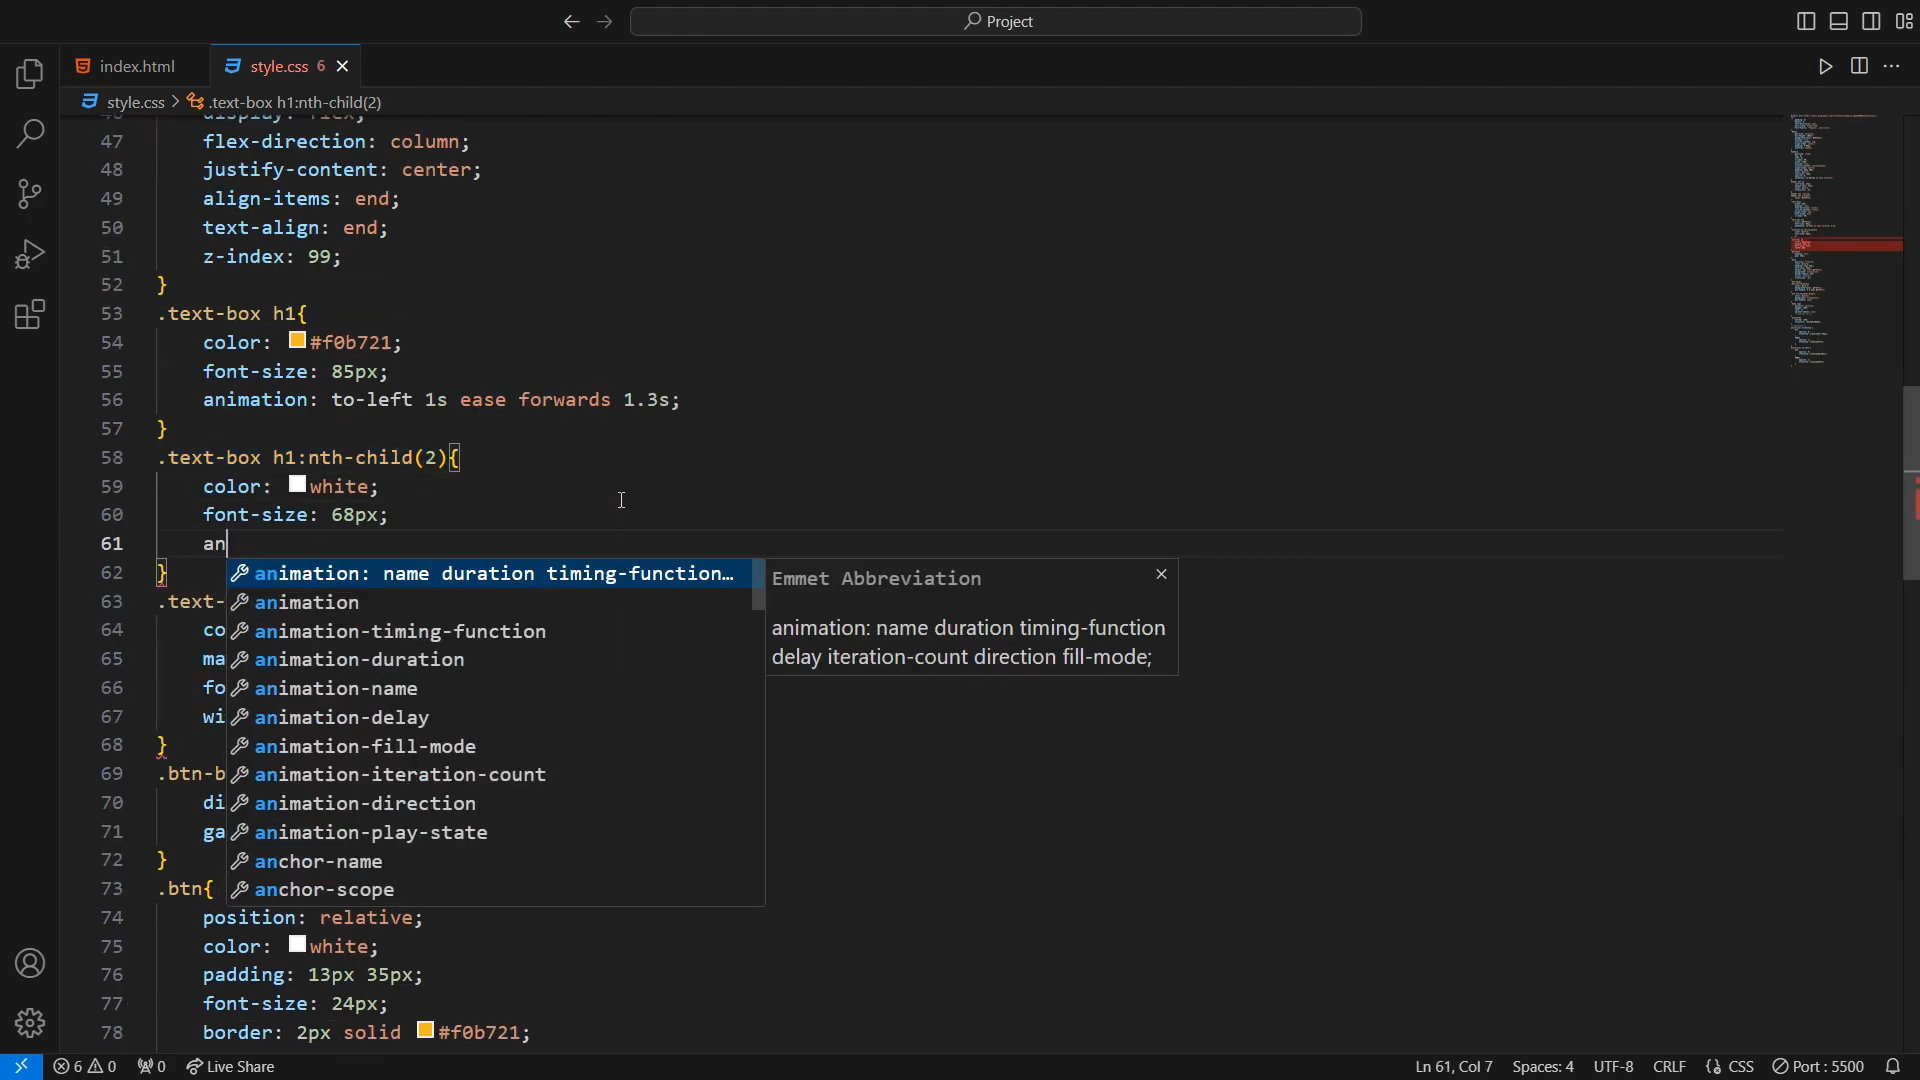 Project
index.html
style.css 6
style.css > .text-box h1:nth-child(2)
display: flex;
47 flex-direction: column;
48 justify-content: center;
49 align-items: end;
50 text-align: end;
51 z-index: 99;
52 }
53 .text-box h1{
54 color: #f0b721;
55 font-size: 85px;
56 animation: to-left 1s ease forwards 1.3s;
57 }
58 .text-box h1:nth-child(2){
59 color: white;
60 font-size: 68px;
61 an
62 } animation: name duration timing-function…
63 .text- animation
64 co animation-timing-function
65 ma animation-duration
66 fo animation-name
67 wi animation-delay
68 } animation-fill-mode
69 .btn-b animation-iteration-count
70 di animation-direction
71 ga animation-play-state
72 } anchor-name
73 .btn{ anchor-scope
Emmet Abbreviation
animation: name duration timing-function
delay iteration-count direction fill-mode;
74 position: relative;
75 color: white;
76 padding: 13px 35px;
77 font-size: 24px;
78 border: 2px solid #f0b721;
6 0 0 Live Share Ln 61, Col 7 Spaces: 4 UTF-8 CRLF CSS Port : 5500